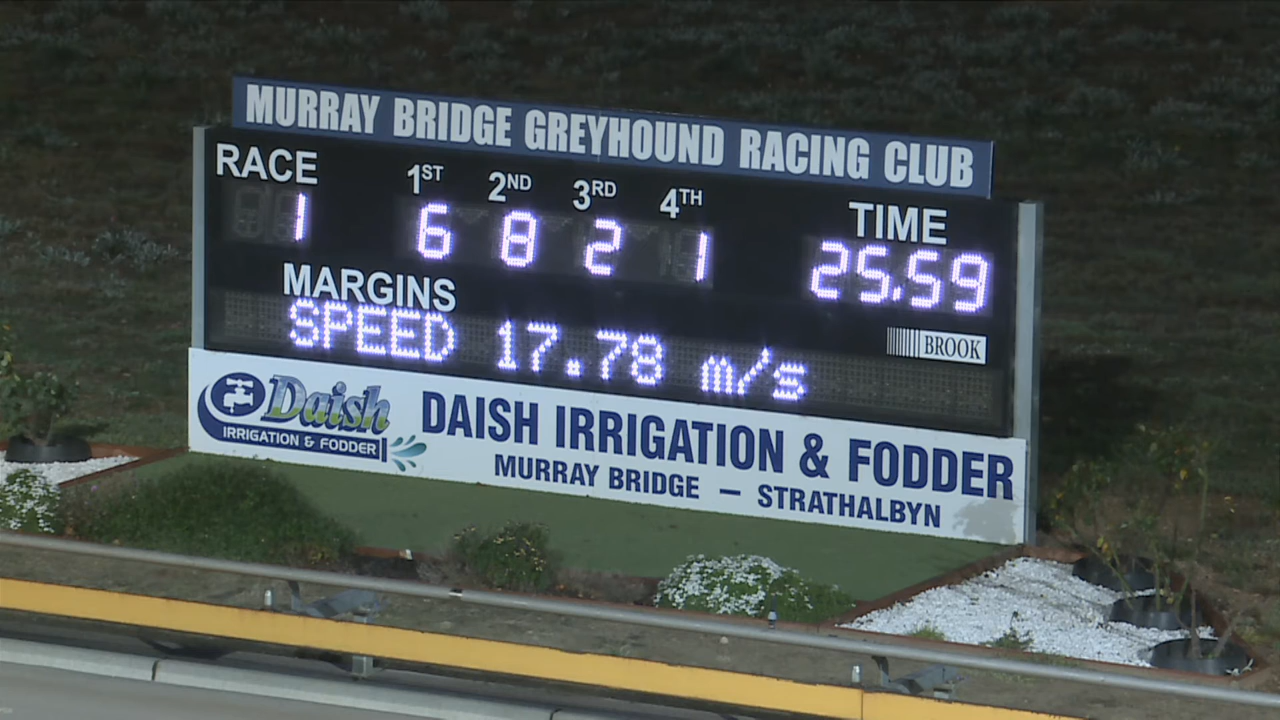 MURRAY BRIDGE GREYHOUND RACING CLUB
RACE 1ST 2ND 3RD 4TH TIME
1 6 8 2 1 25.59
MARGINS
SPEED 17.78 m/s
BROOK
Daish
IRRIGATION & FODDER
DAISH IRRIGATION & FODDER
MURRAY BRIDGE – STRATHALBYN